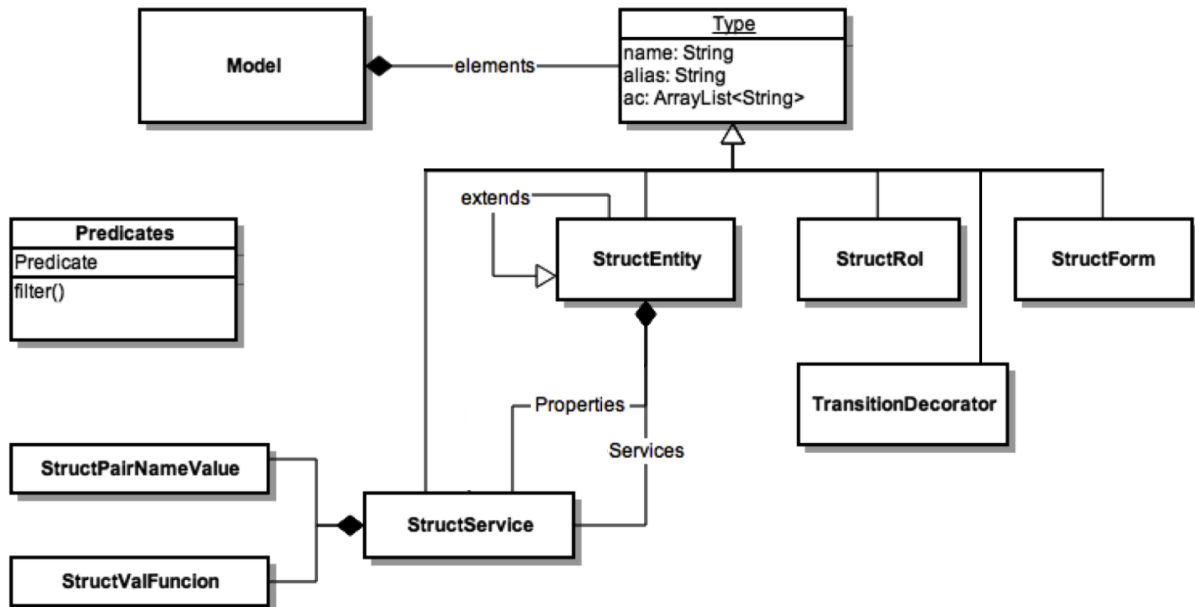 Type
Model
elements
name: String
alias: String
ac: ArrayList<String>
extends
Predicates
Predicate
filter()
StructEntity
StructRol
StructForm
Properties
TransitionDecorator
Services
StructPairNameValue
StructService
StructValFuncion